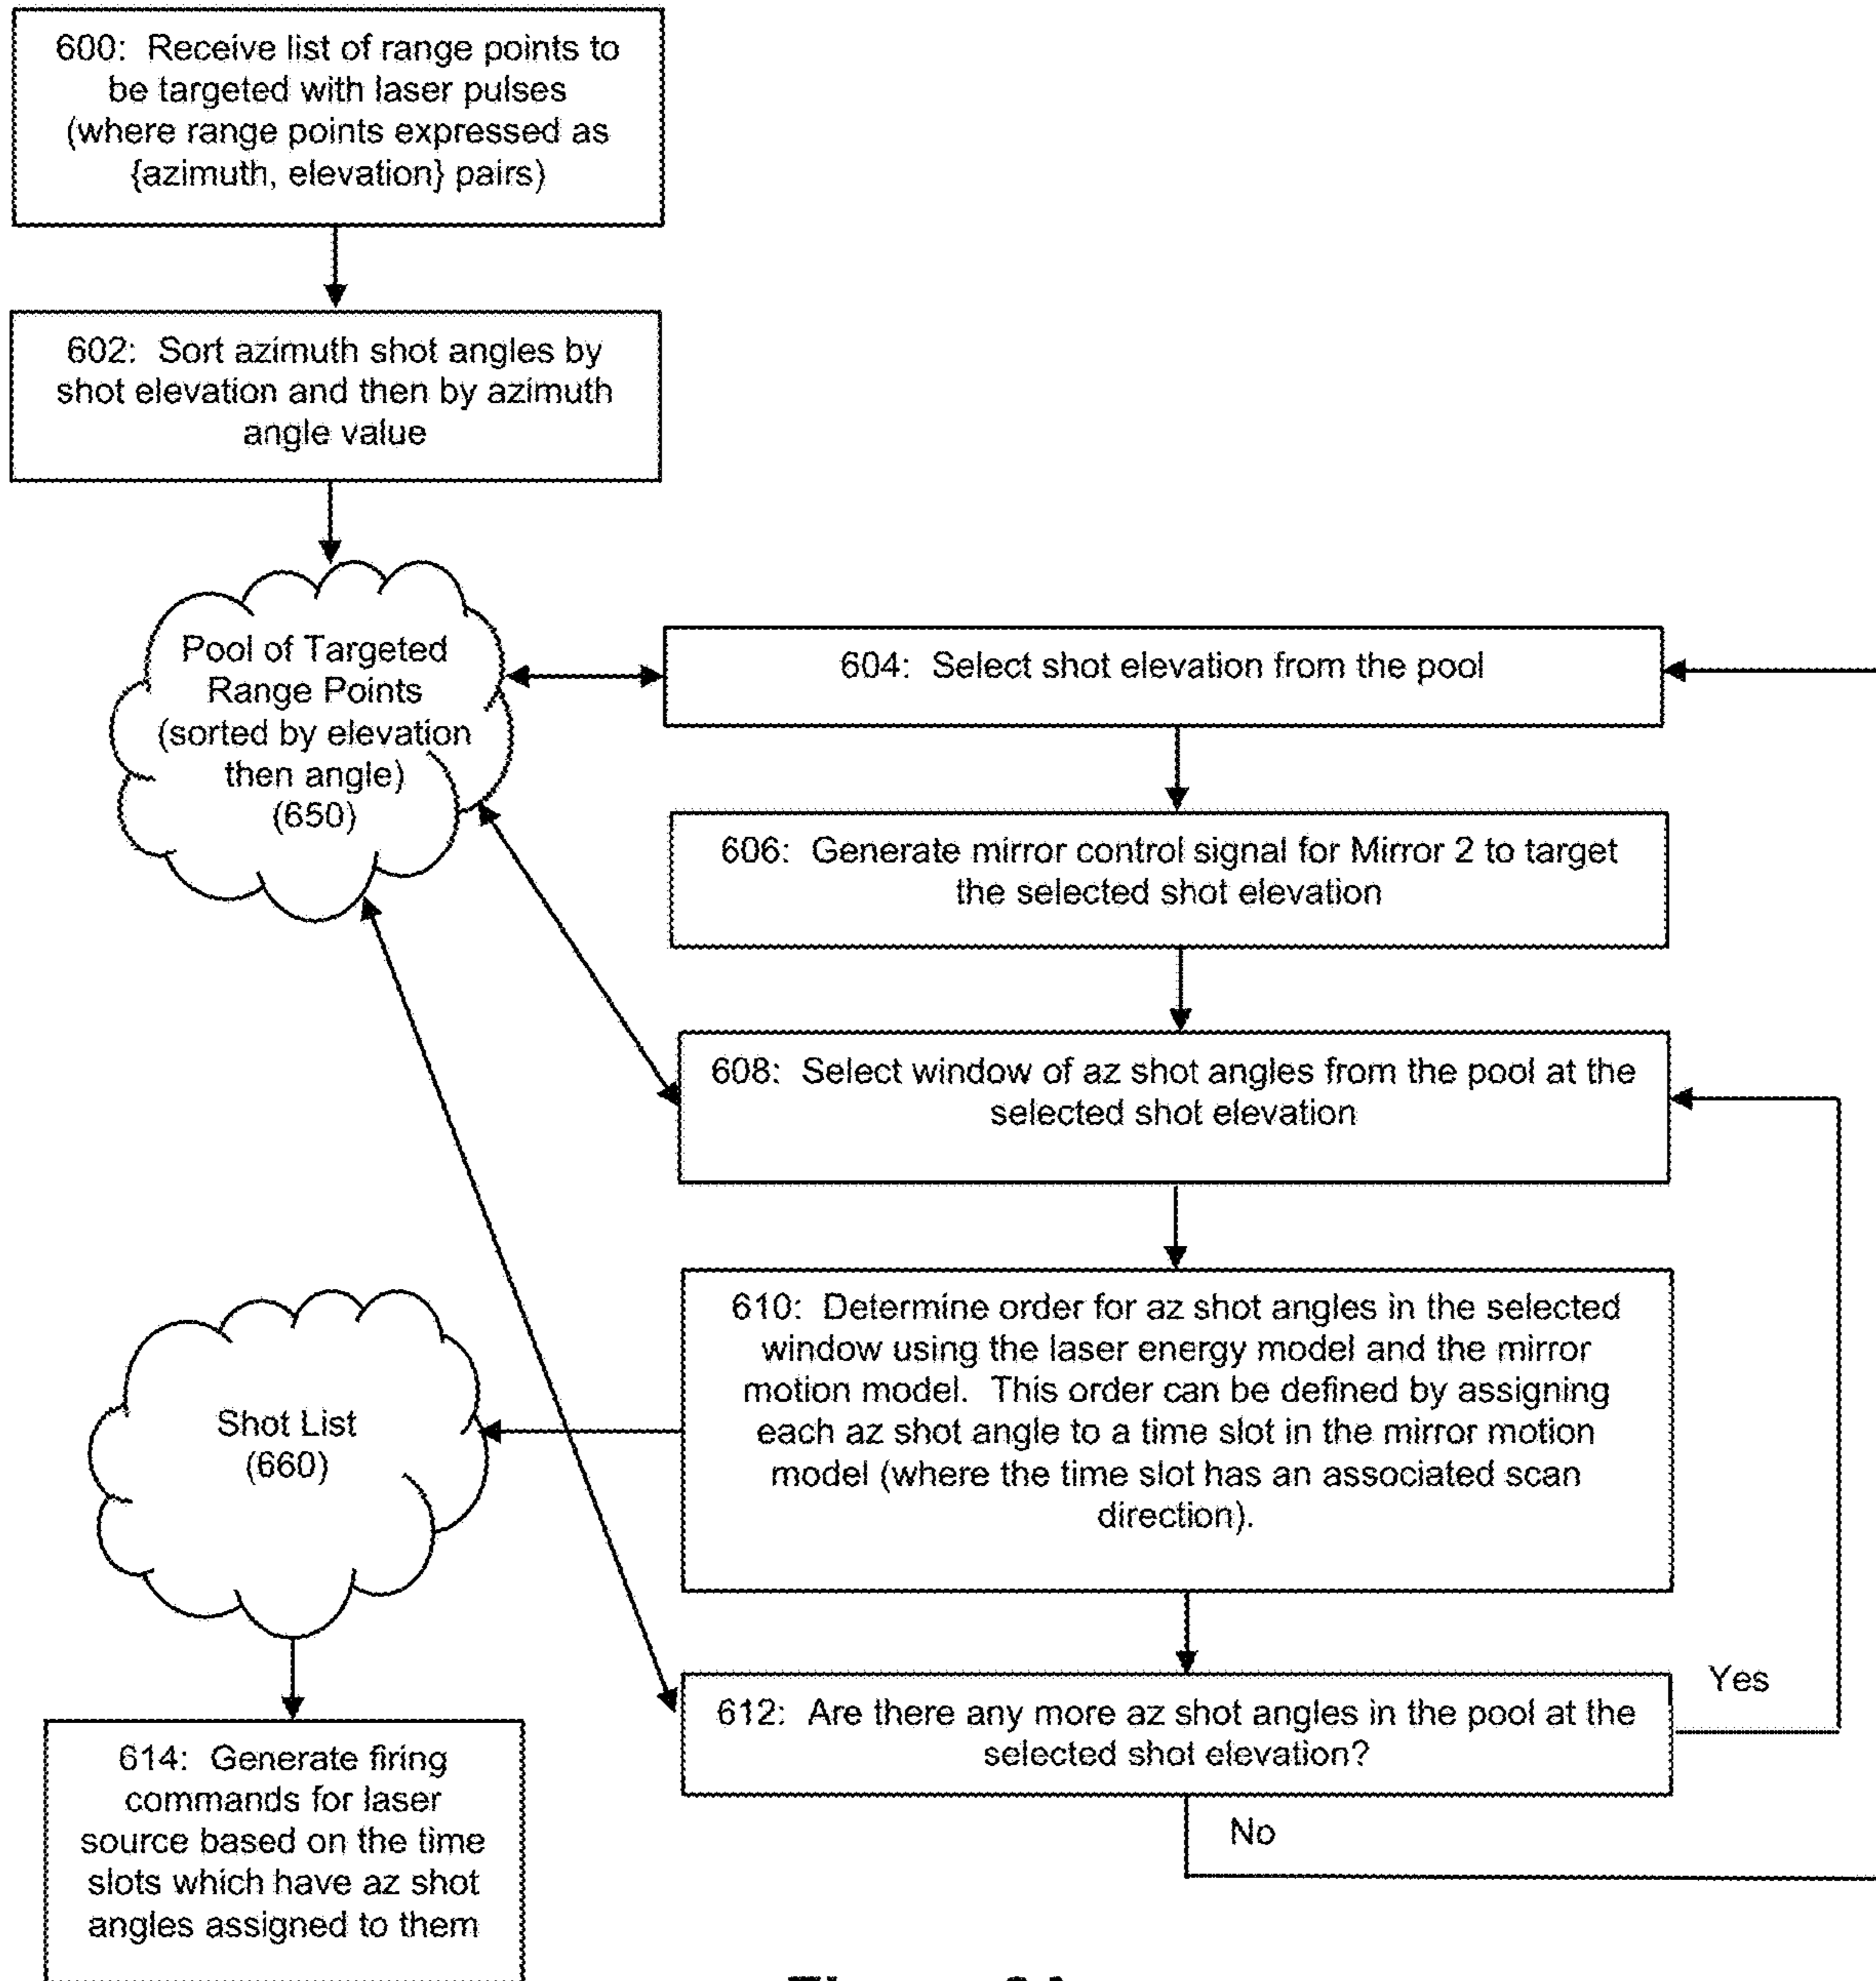 600: Receive list of range points to
be targeted with laser pulses
(where range points expressed as
{azimuth, elevation} pairs)
602: Sort azimuth shot angles by
shot elevation and then by azimuth
angle value
Pool of Targeted
Range Points
(sorted by elevation
then angle)
(650)
604: Select shot elevation from the pool
606: Generate mirror control signal for Mirror 2 to target
the selected shot elevation
608: Select window of az shot angles from the pool at the
selected shot elevation
610: Determine order for az shot angles in the selected
window using the laser energy model and the mirror
motion model. This order can be defined by assigning
each az shot angle to a time slot in the mirror motion
model (where the time slot has an associated scan
direction).
Shot List
(660)
612: Are there any more az shot angles in the pool at the
selected shot elevation?
Yes
No
614: Generate firing
commands for laser
source based on the time
slots which have az shot
angles assigned to them